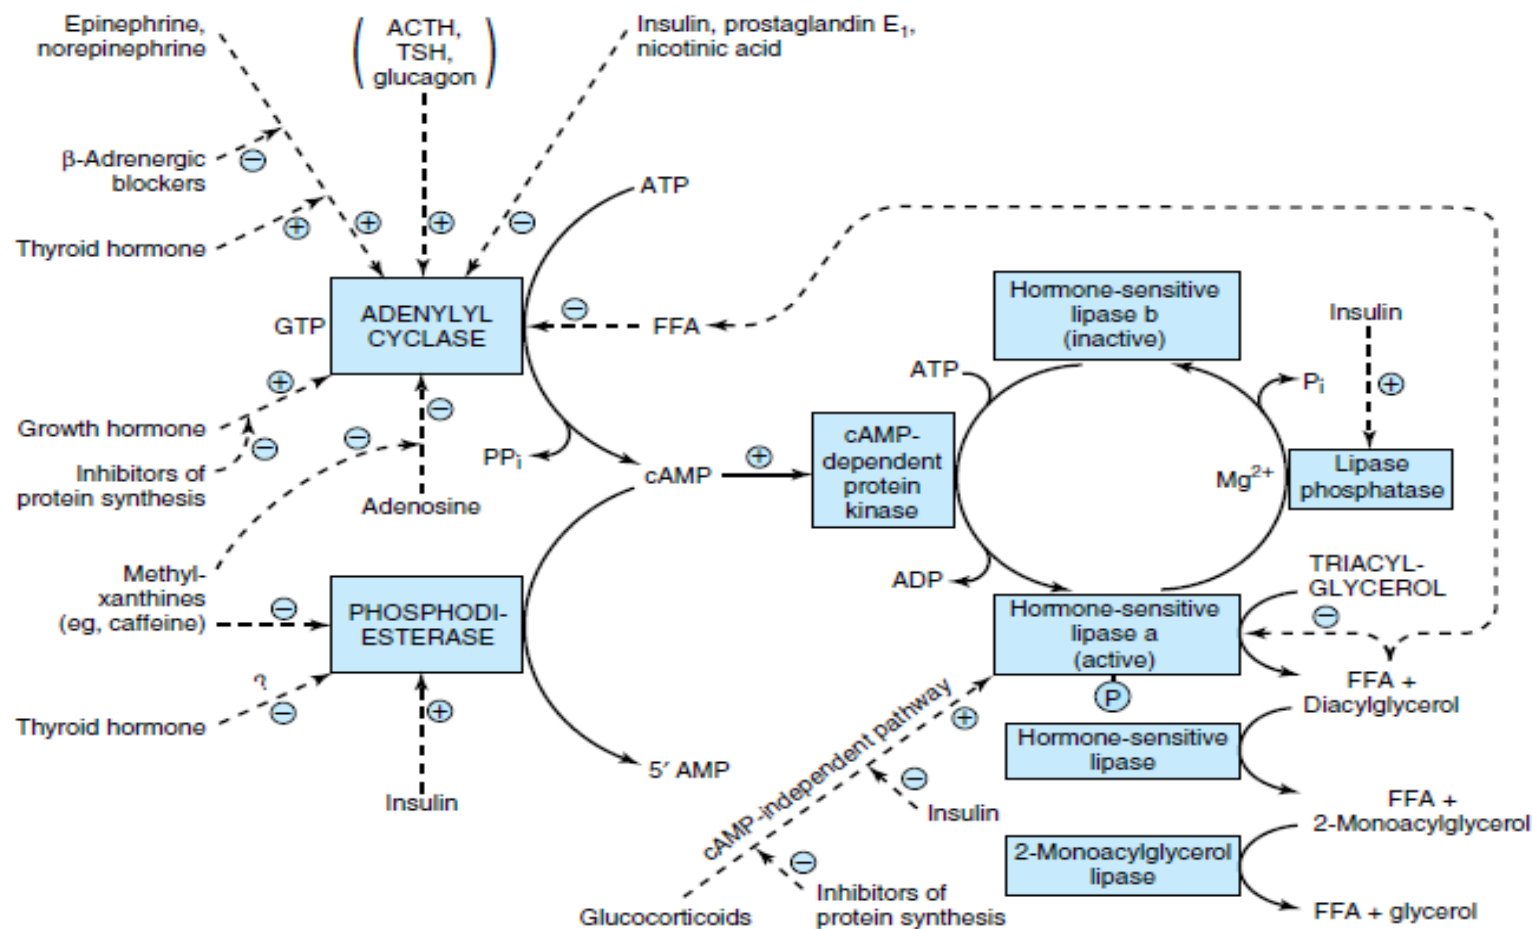 Epinephrine,
norepinephrine
ACTH,
TSH,
glucagon
Insulin, prostaglandin E₁,
nicotinic acid
β-Adrenergic
blockers
−
Thyroid hormone
+
+
+
−
ATP
GTP
ADENYLYL
CYCLASE
−
FFA
Hormone-sensitive
lipase b
(inactive)
Insulin
+
ATP
Pᵢ
Growth hormone
+
−
Inhibitors of
protein synthesis
−
−
Adenosine
PPᵢ
cAMP
+
cAMP-
dependent
protein
kinase
Mg²⁺
Lipase
phosphatase
ADP
Methyl-
xanthines
(eg, caffeine)
−
PHOSPHODI-
ESTERASE
Hormone-sensitive
lipase a
(active)
P
TRIACYL-
GLYCEROL
−
FFA +
Diacylglycerol
Thyroid hormone
?
−
+
Insulin
5′ AMP
cAMP-independent pathway
+
−
Insulin
−
Inhibitors of
protein synthesis
Glucocorticoids
Hormone-sensitive
lipase
FFA +
2-Monoacylglycerol
2-Monoacylglycerol
lipase
FFA + glycerol